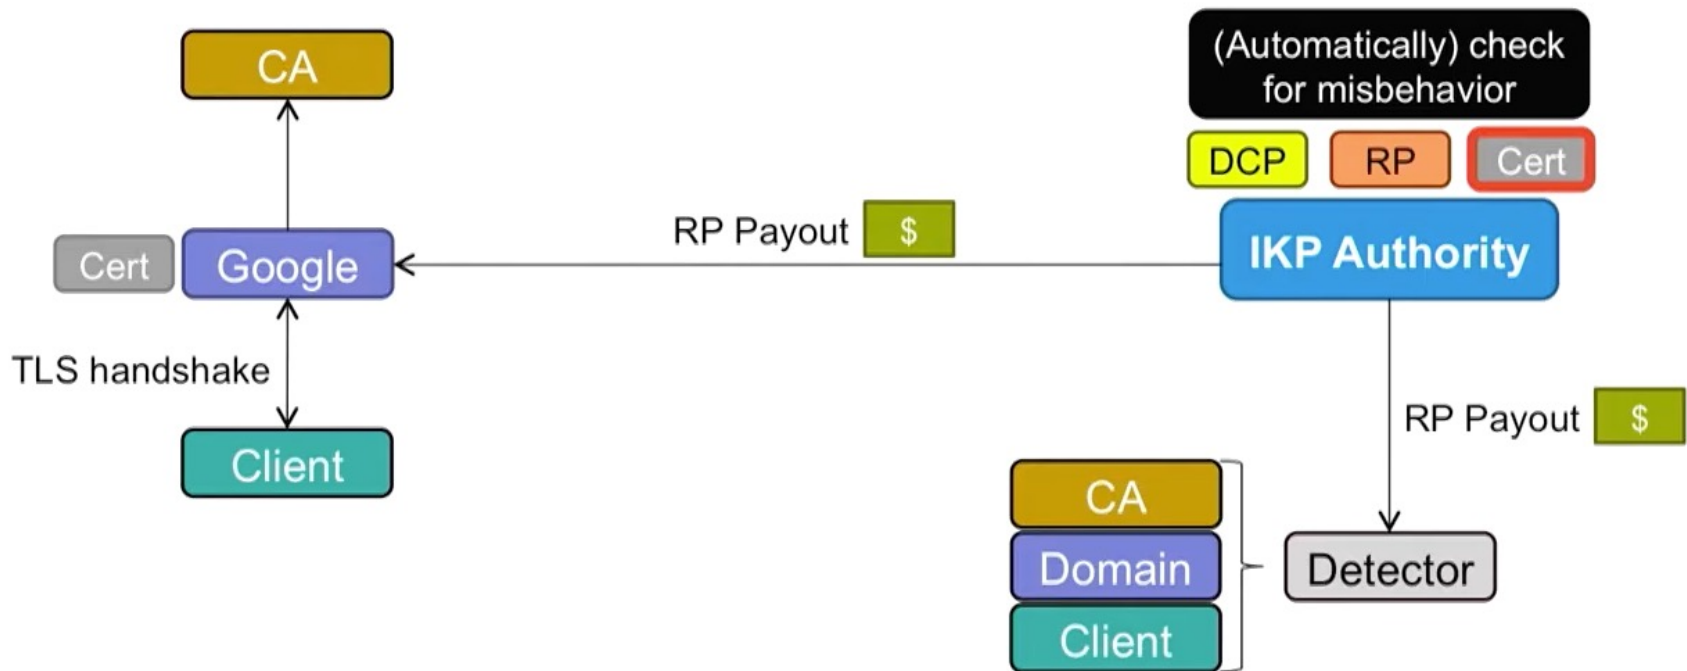 CA
(Automatically) check
for misbehavior
DCP
RP
Cert
RP Payout
$
IKP Authority
Cert
Google
TLS handshake
RP Payout
$
Client
CA
Domain
Detector
Client